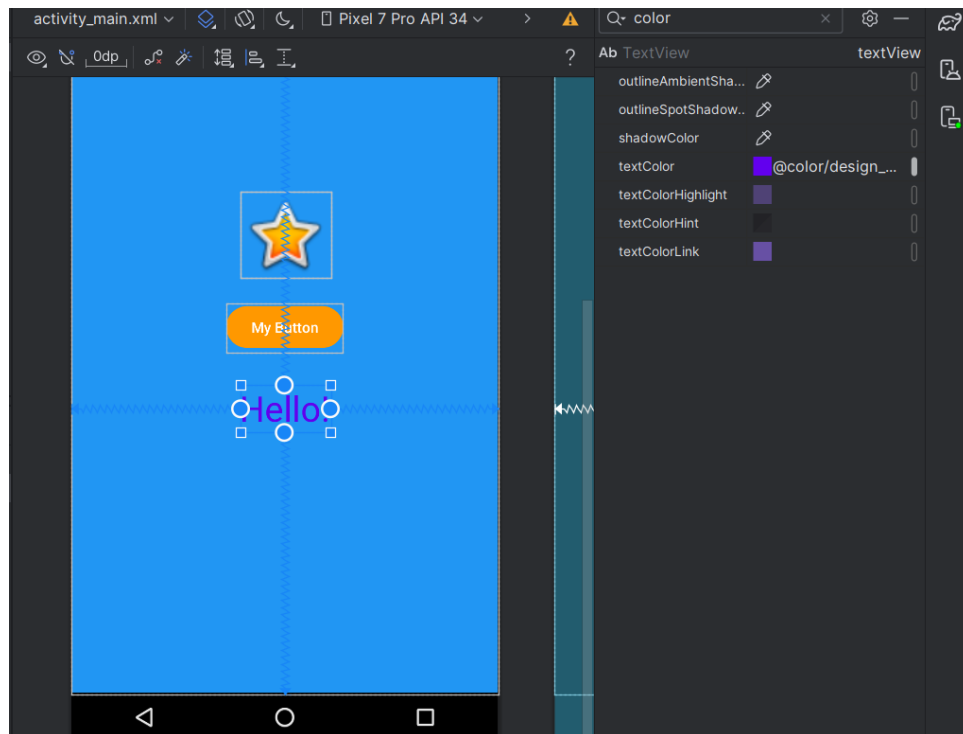 activity_main.xml Pixel 7 Pro API 34 color
0dp ? Ab TextView textView
outlineAmbientSha...
outlineSpotShadow..
shadowColor
textColor @color/design_...
textColorHighlight
textColorHint
textColorLink
My Button
Hello!